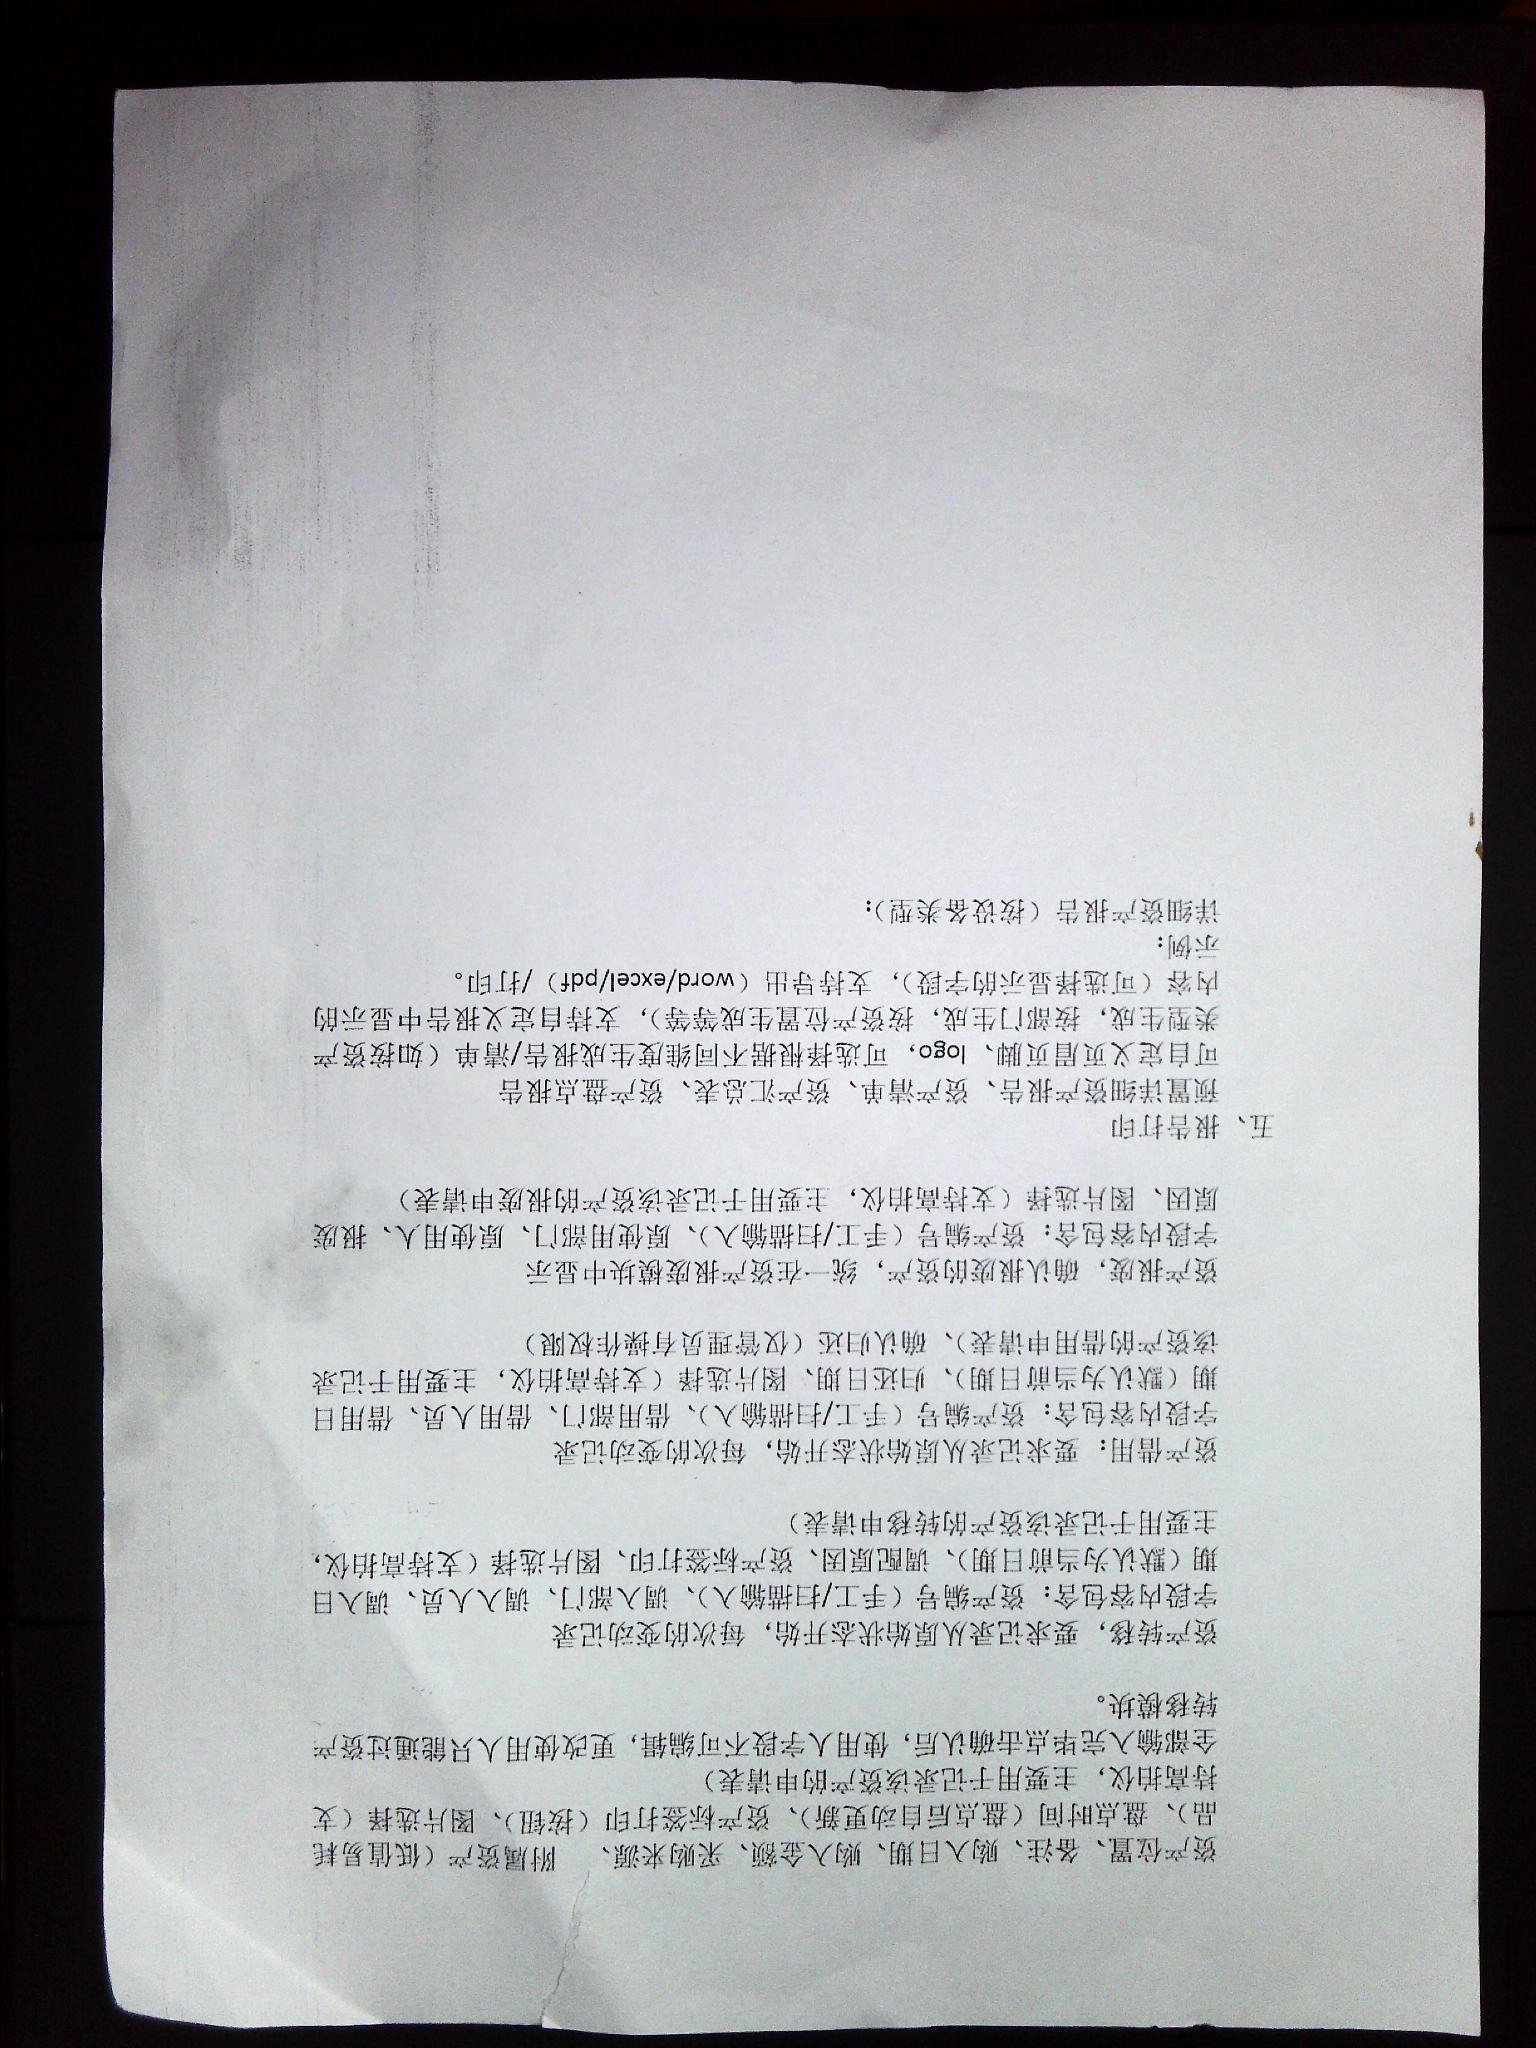 资产位置、备注、购入日期、购入金额、采购来源、 附属资产（低值易耗
品）、盘点时间（盘点后自动更新）、资产标签打印（按钮）、图片选择（支
持高拍仪，主要用于记录该资产的申请表）
全部输入完毕点击确认后，使用人字段不可编辑，更改使用人只能通过资产
转移模块。
资产转移，要求记录从原始状态开始，每次的变动记录
字段内容包含：资产编号（手工/扫描输入）、调入部门、调入人员、调入日
期（默认为当前日期）、调配原因、资产标签打印、图片选择（支持高拍仪，
主要用于记录该资产的转移申请表）
资产借用：要求记录从原始状态开始，每次的变动记录
字段内容包含：资产编号（手工/扫描输入）、借用部门、借用人员、借用日
期（默认为当前日期）、归还日期、图片选择（支持高拍仪，主要用于记录
该资产的借用申请表）、确认归还（仅管理员有操作权限）
资产报废，确认报废的资产，统一在资产报废模块中显示
字段内容包含：资产编号（手工/扫描输入）、原使用部门、原使用人、报废
原因、图片选择（支持高拍仪，主要用于记录该资产的报废申请表）
五、报告打印
预置详细资产报告、资产清单、资产汇总表、资产盘点报告
可自定义页眉页脚、logo，可选择根据不同维度生成报告/清单（如按资产
类型生成，按部门生成，按资产位置生成等等），支持自定义报告中显示的
内容（可选择显示的字段），支持导出（word/excel/pdf）/打印。
示例：
详细资产报告（按设备类型）：